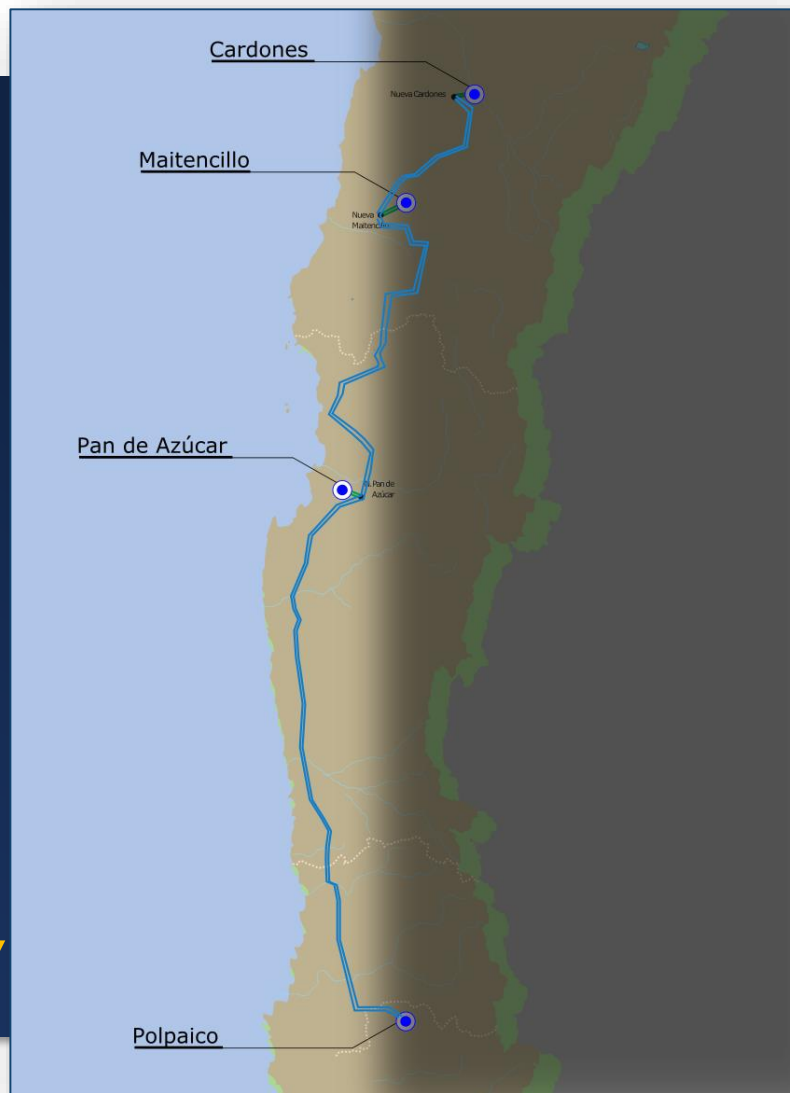 Cardones
Nueva Cardones
Maitencillo
Nueva
Maitencillo
Pan de Azúcar
N. Pan de
Azúcar
Polpaico